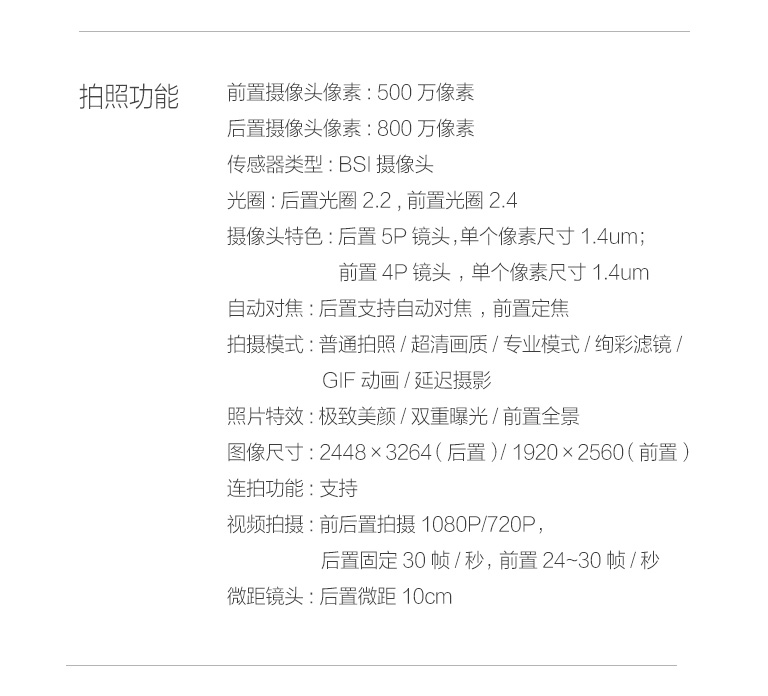 拍照功能
前置摄像头像素 : 500 万像素
后置摄像头像素 : 800 万像素
传感器类型 : BSI 摄像头
光圈 : 后置光圈 2.2 , 前置光圈 2.4
摄像头特色 : 后置 5P 镜头,单个像素尺寸 1.4um;
前置 4P 镜头 , 单个像素尺寸 1.4um
自动对焦 : 后置支持自动对焦 , 前置定焦
拍摄模式 : 普通拍照 / 超清画质 / 专业模式 / 绚彩滤镜 /
GIF 动画 / 延迟摄影
照片特效 : 极致美颜 / 双重曝光 / 前置全景
图像尺寸 : 2448 × 3264( 后置 )/ 1920 × 2560( 前置 )
连拍功能 : 支持
视频拍摄 : 前后置拍摄 1080P/720P,
后置固定 30 帧 / 秒, 前置 24~30 帧 / 秒
微距镜头 : 后置微距 10cm